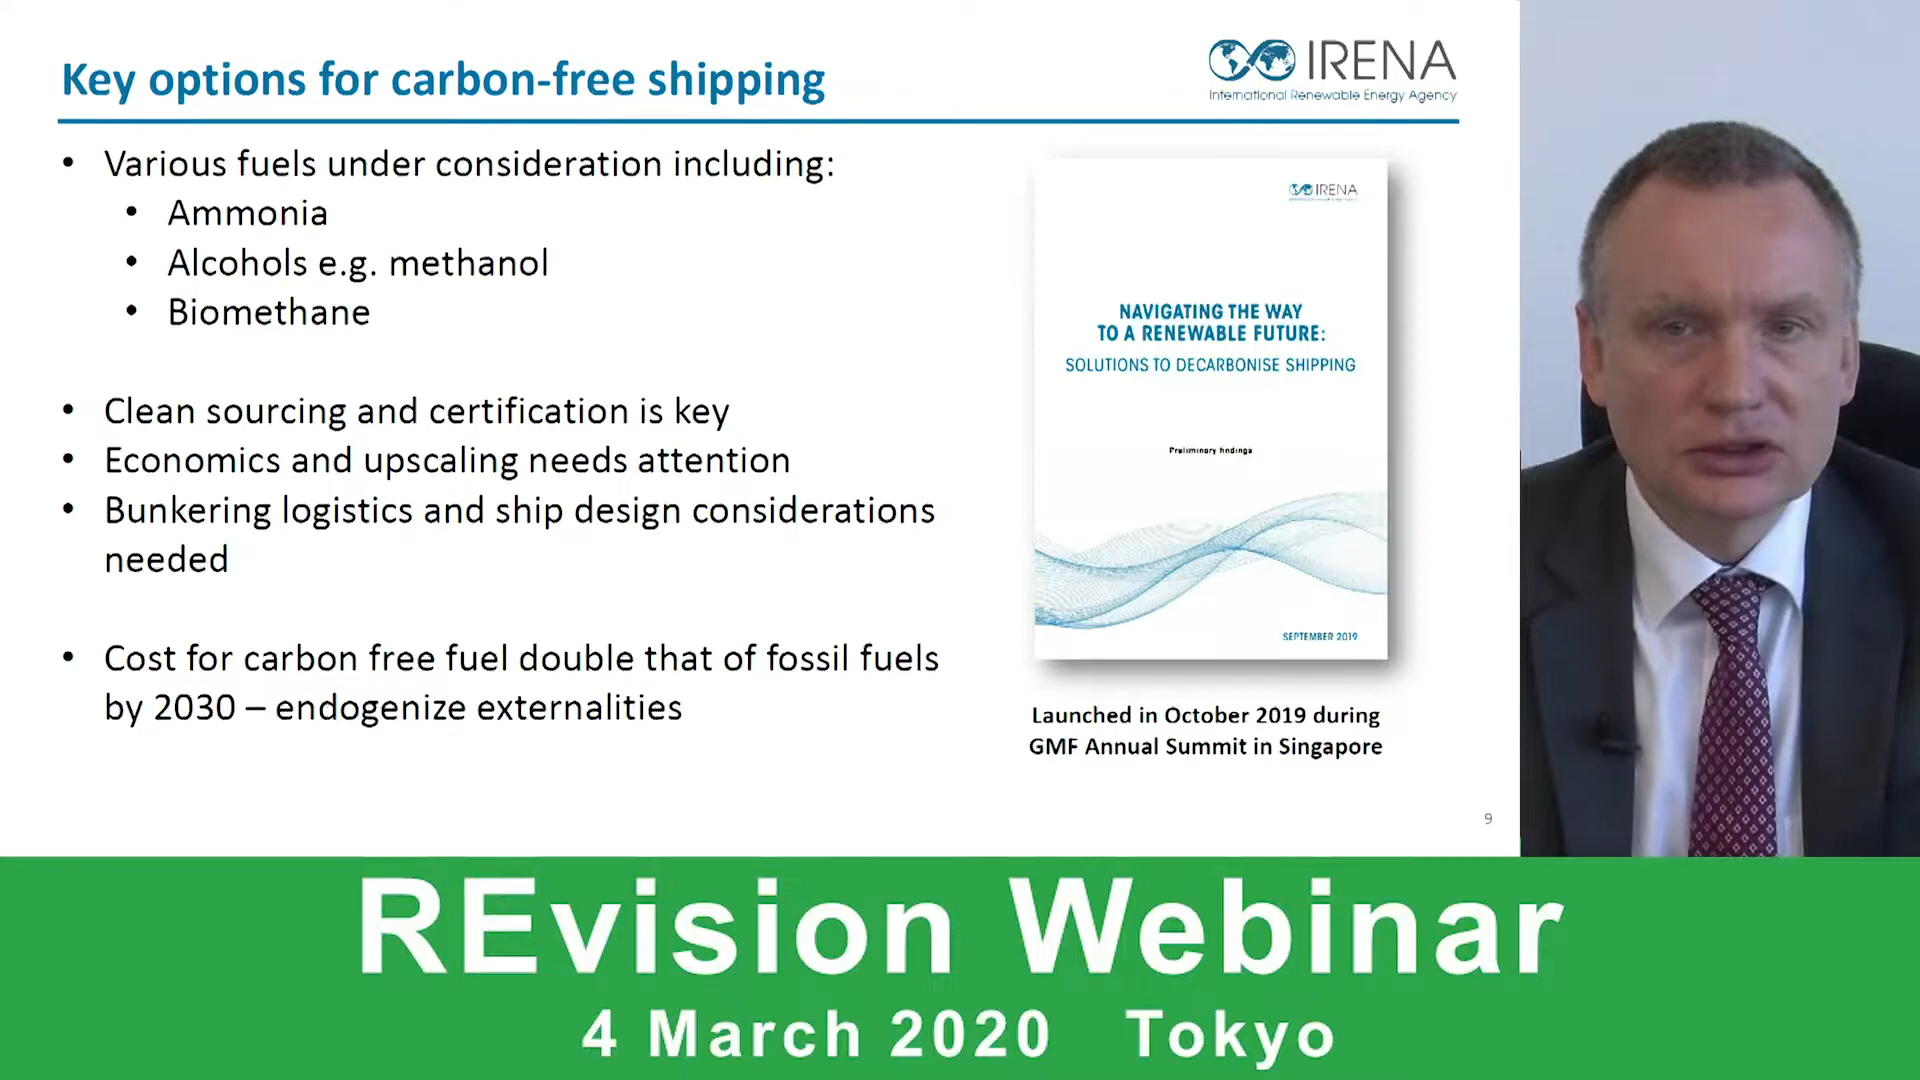 Key options for carbon-free shipping
IRENA
International Renewable Energy Agency
• Various fuels under consideration including:
• Ammonia
• Alcohols e.g. methanol
• Biomethane
• Clean sourcing and certification is key
• Economics and upscaling needs attention
• Bunkering logistics and ship design considerations
needed
• Cost for carbon free fuel double that of fossil fuels
by 2030 – endogenize externalities
IRENA
NAVIGATING THE WAY
TO A RENEWABLE FUTURE:
SOLUTIONS TO DECARBONISE SHIPPING
Preliminary findings
SEPTEMBER 2019
Launched in October 2019 during
GMF Annual Summit in Singapore
9
REvision Webinar
4 March 2020 Tokyo